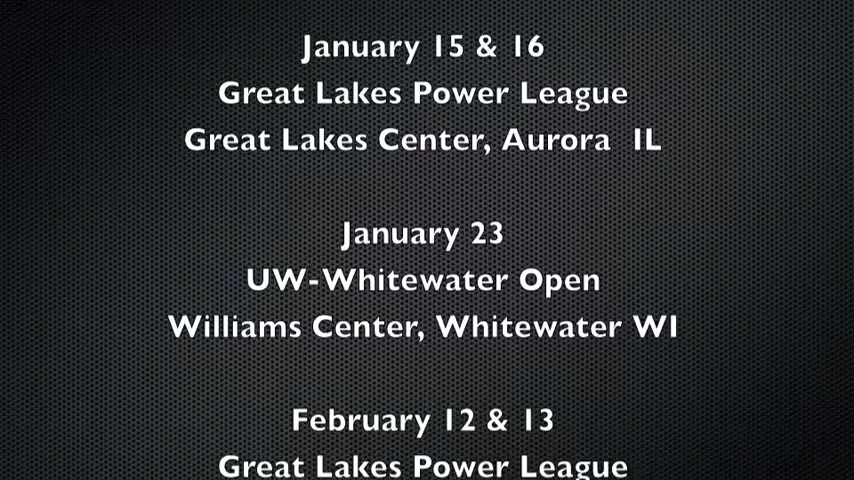 January 15 & 16
Great Lakes Power League
Great Lakes Center, Aurora  IL
January 23
UW-Whitewater Open
Williams Center, Whitewater WI
February 12 & 13
Great Lakes Power League